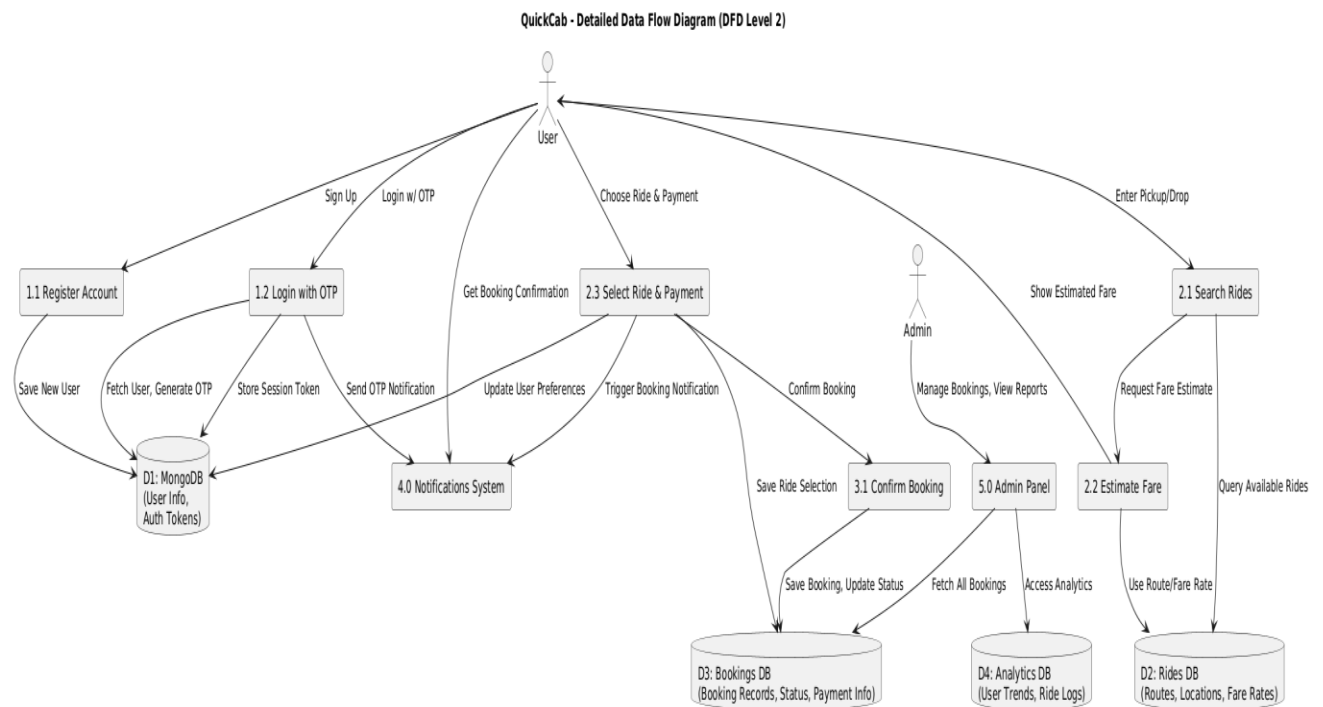 QuickCab - Detailed Data Flow Diagram (DFD Level 2)
User
Sign Up
Login w/ OTP
Choose Ride & Payment
Enter Pickup/Drop
1.1 Register Account
1.2 Login with OTP
Get Booking Confirmation
2.3 Select Ride & Payment
Admin
Show Estimated Fare
2.1 Search Rides
Save New User
Fetch User, Generate OTP
Store Session Token
Send OTP Notification
Update User Preferences
Trigger Booking Notification
Confirm Booking
Manage Bookings, View Reports
Request Fare Estimate
D1: MongoDB
(User Info,
Auth Tokens)
4.0 Notifications System
Save Ride Selection
3.1 Confirm Booking
5.0 Admin Panel
2.2 Estimate Fare
Query Available Rides
Save Booking, Update Status
Fetch All Bookings
Access Analytics
Use Route/Fare Rate
D3: Bookings DB
(Booking Records, Status, Payment Info)
D4: Analytics DB
(User Trends, Ride Logs)
D2: Rides DB
(Routes, Locations, Fare Rates)